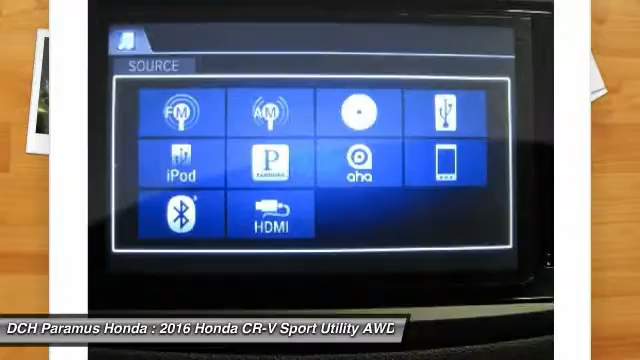 SOURCE
FM AM
iPod P PANDORA aha
HDMI
DCH Paramus Honda : 2016 Honda CR-V Sport Utility AWD